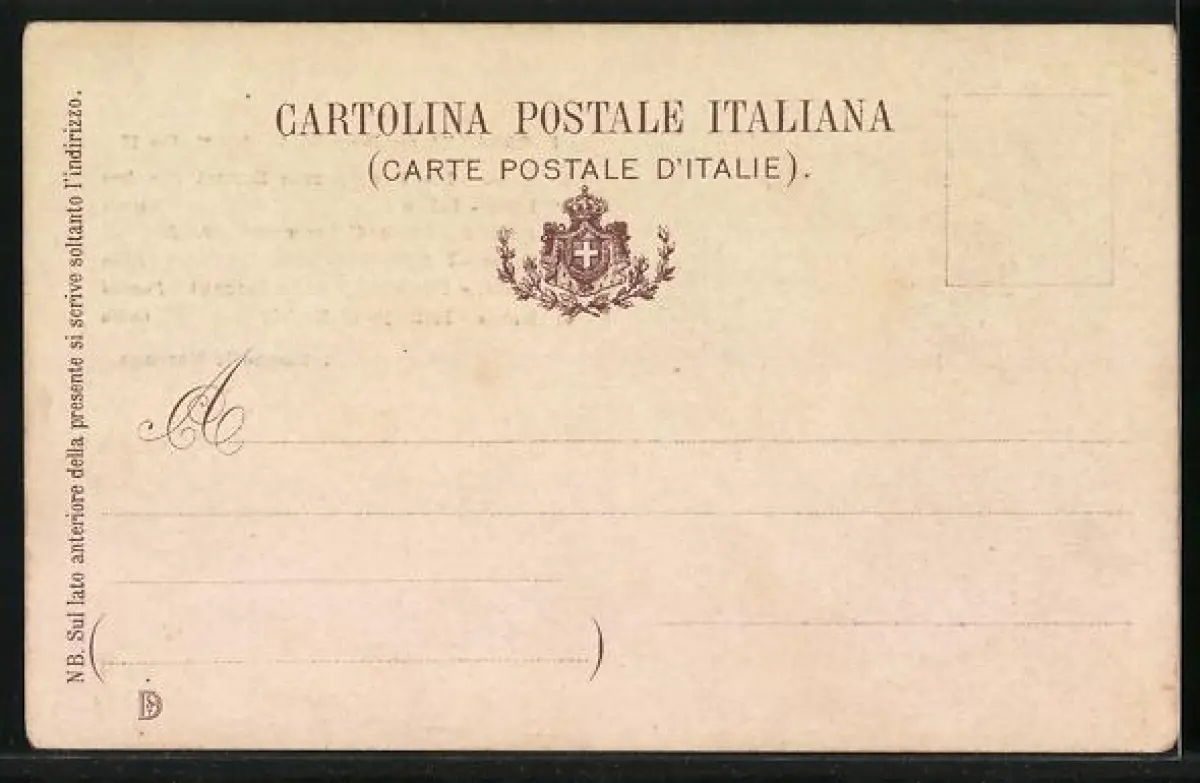 CARTOLINA POSTALE ITALIANA
(CARTE POSTALE D'ITALIE).
A
NB. Sul lato anteriore della presente si scrive soltanto l'indirizzo.
( )